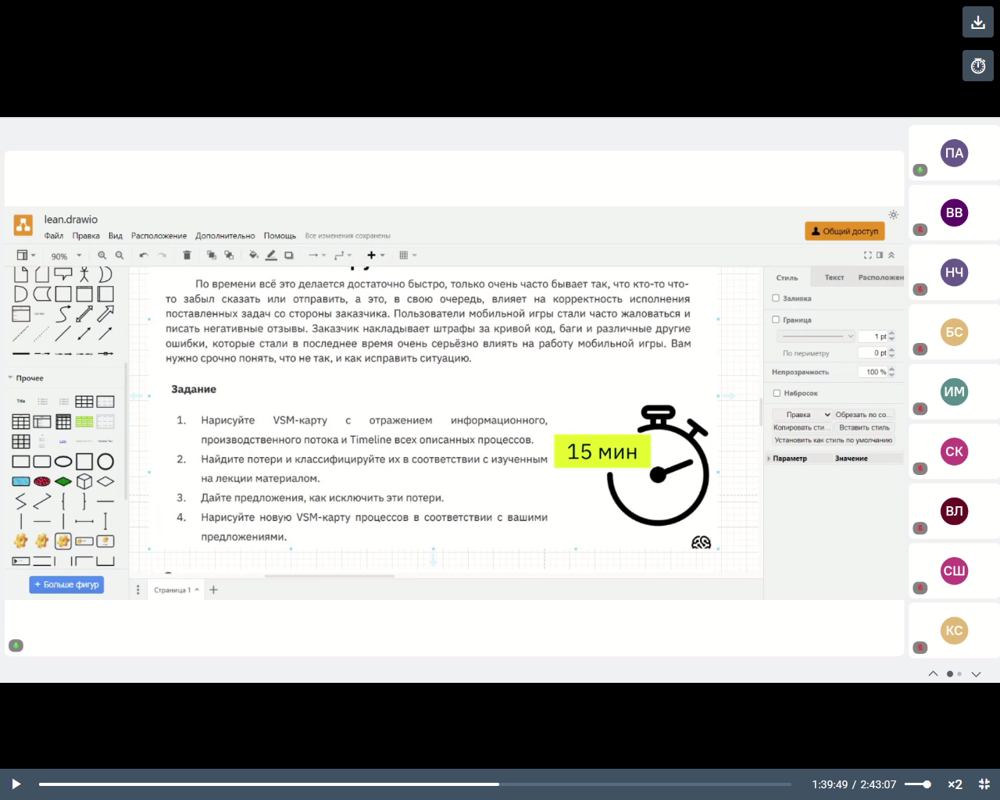 lean.drawio
Файл Правка Вид Расположение Дополнительно Помощь Все изменения сохранены
Общий доступ
90%
По времени всё это делается достаточно быстро, только очень часто бывает так, что кто-то что-
то забыл сказать или отправить, а это, в свою очередь, влияет на корректность исполнения
поставленных задач со стороны заказчика. Пользователи мобильной игры стали часто жаловаться и
писать негативные отзывы. Заказчик накладывает штрафы за кривой код, баги и различные другие
ошибки, которые стали в последнее время очень серьёзно влиять на работу мобильной игры. Вам
нужно срочно понять, что не так, и как исправить ситуацию.
Задание
1. Нарисуйте VSM-карту с отражением информационного,
производственного потока и Timeline всех описанных процессов.
2. Найдите потери и классифицируйте их в соответствии с изученным
на лекции материалом.
3. Дайте предложения, как исключить эти потери.
4. Нарисуйте новую VSM-карту процессов в соответствии с вашими
предложениями.
15 мин
Прочее
Title
+ Больше фигур
Страница 1
Стиль Текст Расположен
Заливка
Граница
1 pt
По периметру 0 pt
Непрозрачность 100 %
Набросок
Правка Обрезать по со...
Копировать сти... Вставить стиль
Установить как стиль по умолчанию
Параметр Значение
ПА
ВВ
НЧ
БС
ИМ
СК
ВЛ
СШ
КС
1:39:49 / 2:43:07 ×2